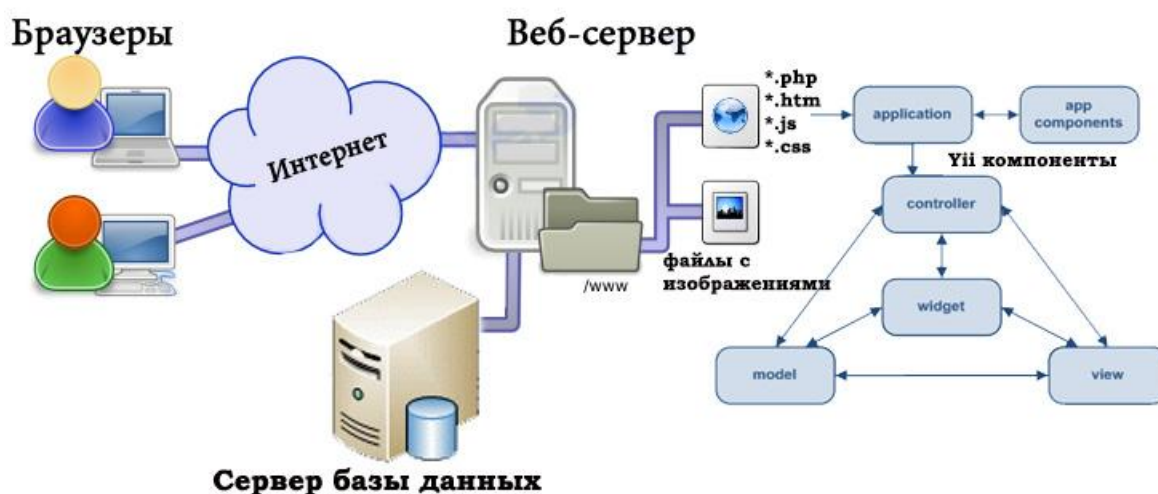 Браузеры
Веб-сервер
Интернет
*.php
*.htm
*.js
*.css
application
app
components
Yii компоненты
controller
/www
файлы с
изображениями
widget
model
view
Сервер базы данных